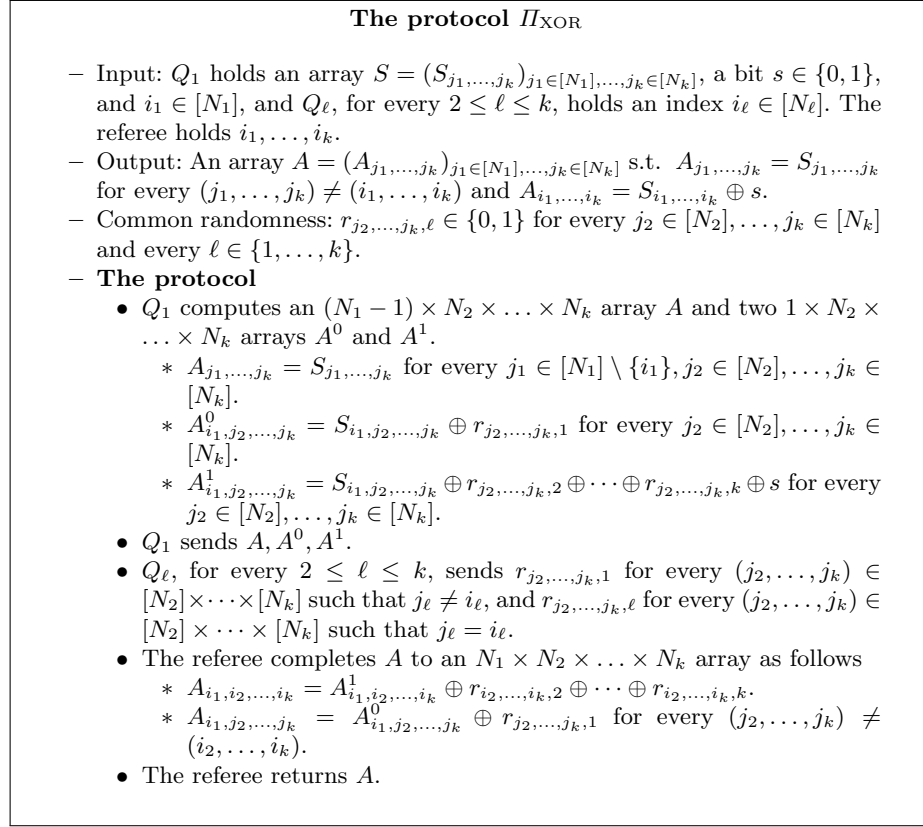 The protocol Π_XOR
– Input: Q_1 holds an array S = (S_{j_1,...,j_k})_{j_1∈[N_1],...,j_k∈[N_k]}, a bit s ∈ {0, 1},
and i_1 ∈ [N_1], and Q_ℓ, for every 2 ≤ ℓ ≤ k, holds an index i_ℓ ∈ [N_ℓ]. The
referee holds i_1, . . . , i_k.
– Output: An array A = (A_{j_1,...,j_k})_{j_1∈[N_1],...,j_k∈[N_k]} s.t. A_{j_1,...,j_k} = S_{j_1,...,j_k}
for every (j_1, . . . , j_k) ≠ (i_1, . . . , i_k) and A_{i_1,...,i_k} = S_{i_1,...,i_k} ⊕ s.
– Common randomness: r_{j_2,...,j_k,ℓ} ∈ {0, 1} for every j_2 ∈ [N_2], . . . , j_k ∈ [N_k]
and every ℓ ∈ {1, . . . , k}.
– The protocol
• Q_1 computes an (N_1 − 1) × N_2 × . . . × N_k array A and two 1 × N_2 ×
. . . × N_k arrays A^0 and A^1.
∗ A_{j_1,...,j_k} = S_{j_1,...,j_k} for every j_1 ∈ [N_1] \ {i_1}, j_2 ∈ [N_2], . . . , j_k ∈
[N_k].
∗ A^0_{i_1,j_2,...,j_k} = S_{i_1,j_2,...,j_k} ⊕ r_{j_2,...,j_k,1} for every j_2 ∈ [N_2], . . . , j_k ∈
[N_k].
∗ A^1_{i_1,j_2,...,j_k} = S_{i_1,j_2,...,j_k} ⊕ r_{j_2,...,j_k,2} ⊕ · · · ⊕ r_{j_2,...,j_k,k} ⊕ s for every
j_2 ∈ [N_2], . . . , j_k ∈ [N_k].
• Q_1 sends A, A^0, A^1.
• Q_ℓ, for every 2 ≤ ℓ ≤ k, sends r_{j_2,...,j_k,1} for every (j_2, . . . , j_k) ∈
[N_2] × · · · × [N_k] such that j_ℓ ≠ i_ℓ, and r_{j_2,...,j_k,ℓ} for every (j_2, . . . , j_k) ∈
[N_2] × · · · × [N_k] such that j_ℓ = i_ℓ.
• The referee completes A to an N_1 × N_2 × . . . × N_k array as follows
∗ A_{i_1,i_2,...,i_k} = A^1_{i_1,i_2,...,i_k} ⊕ r_{i_2,...,i_k,2} ⊕ · · · ⊕ r_{i_2,...,i_k,k}.
∗ A_{i_1,j_2,...,j_k} = A^0_{i_1,j_2,...,j_k} ⊕ r_{j_2,...,j_k,1} for every (j_2, . . . , j_k) ≠
(i_2, . . . , i_k).
• The referee returns A.